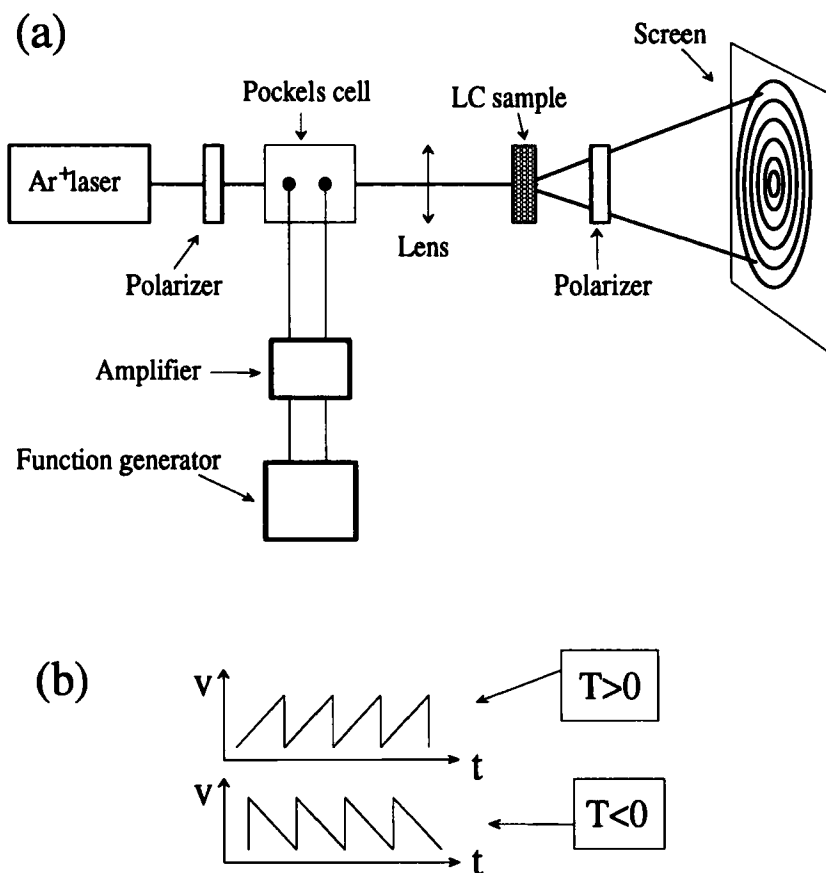 (a)
Screen
Pockels cell
LC sample
Ar⁺laser
Lens
Polarizer
Polarizer
Amplifier
Function generator
(b)
v
T>0
t
v
T<0
t